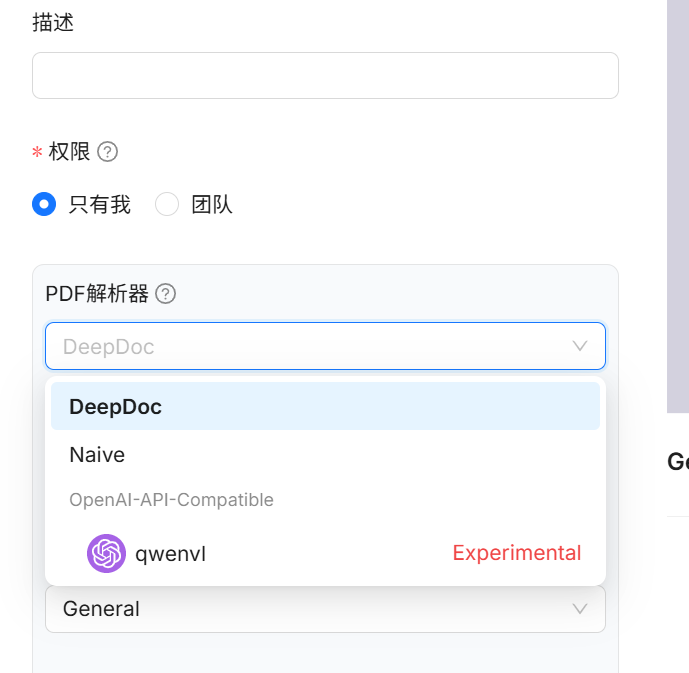 描述
* 权限 ?
只有我 团队
PDF解析器 ?
DeepDoc
DeepDoc
Naive
OpenAI-API-Compatible
qwenvl Experimental
General